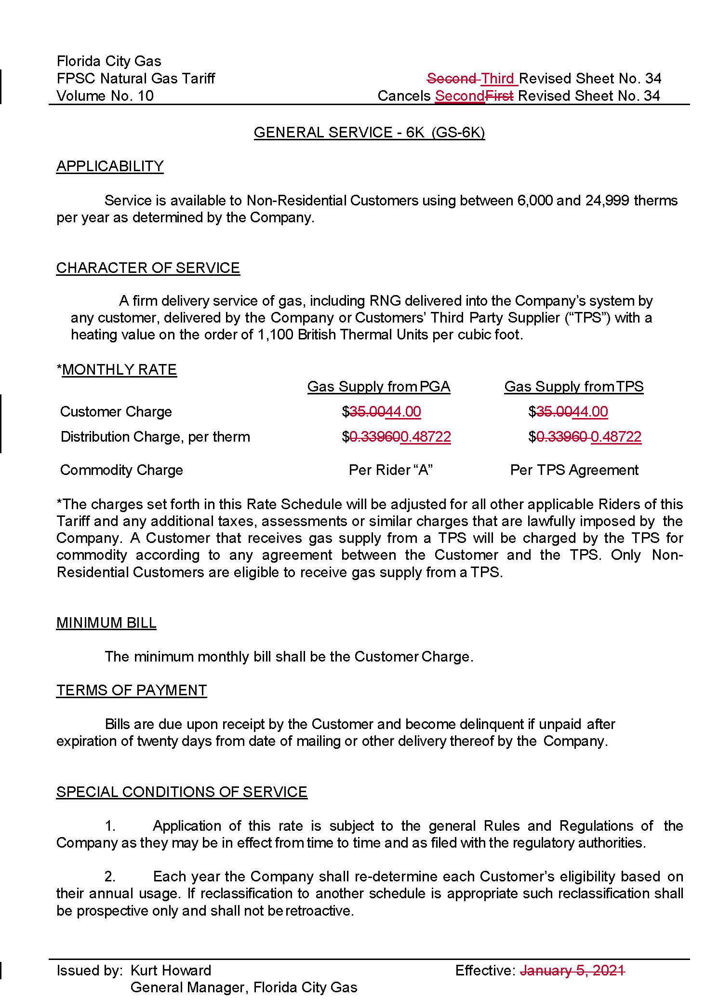 Florida City Gas
FPSC Natural Gas Tariff Second Third Revised Sheet No. 34
Volume No. 10 Cancels SecondFirst Revised Sheet No. 34
GENERAL SERVICE - 6K (GS-6K)
APPLICABILITY
Service is available to Non-Residential Customers using between 6,000 and 24,999 therms
per year as determined by the Company.
CHARACTER OF SERVICE
A firm delivery service of gas, including RNG delivered into the Company’s system by
any customer, delivered by the Company or Customers’ Third Party Supplier (“TPS”) with a
heating value on the order of 1,100 British Thermal Units per cubic foot.
*MONTHLY RATE
Gas Supply from PGA Gas Supply from TPS
Customer Charge $35.0044.00 $35.0044.00
Distribution Charge, per therm $0.339600.48722 $0.33960 0.48722
Commodity Charge Per Rider “A” Per TPS Agreement
*The charges set forth in this Rate Schedule will be adjusted for all other applicable Riders of this
Tariff and any additional taxes, assessments or similar charges that are lawfully imposed by the
Company. A Customer that receives gas supply from a TPS will be charged by the TPS for
commodity according to any agreement between the Customer and the TPS. Only Non-
Residential Customers are eligible to receive gas supply from a TPS.
MINIMUM BILL
The minimum monthly bill shall be the Customer Charge.
TERMS OF PAYMENT
Bills are due upon receipt by the Customer and become delinquent if unpaid after
expiration of twenty days from date of mailing or other delivery thereof by the Company.
SPECIAL CONDITIONS OF SERVICE
1. Application of this rate is subject to the general Rules and Regulations of the
Company as they may be in effect from time to time and as filed with the regulatory authorities.
2. Each year the Company shall re-determine each Customer’s eligibility based on
their annual usage. If reclassification to another schedule is appropriate such reclassification shall
be prospective only and shall not be retroactive.
Issued by: Kurt Howard Effective: January 5, 2021
General Manager, Florida City Gas